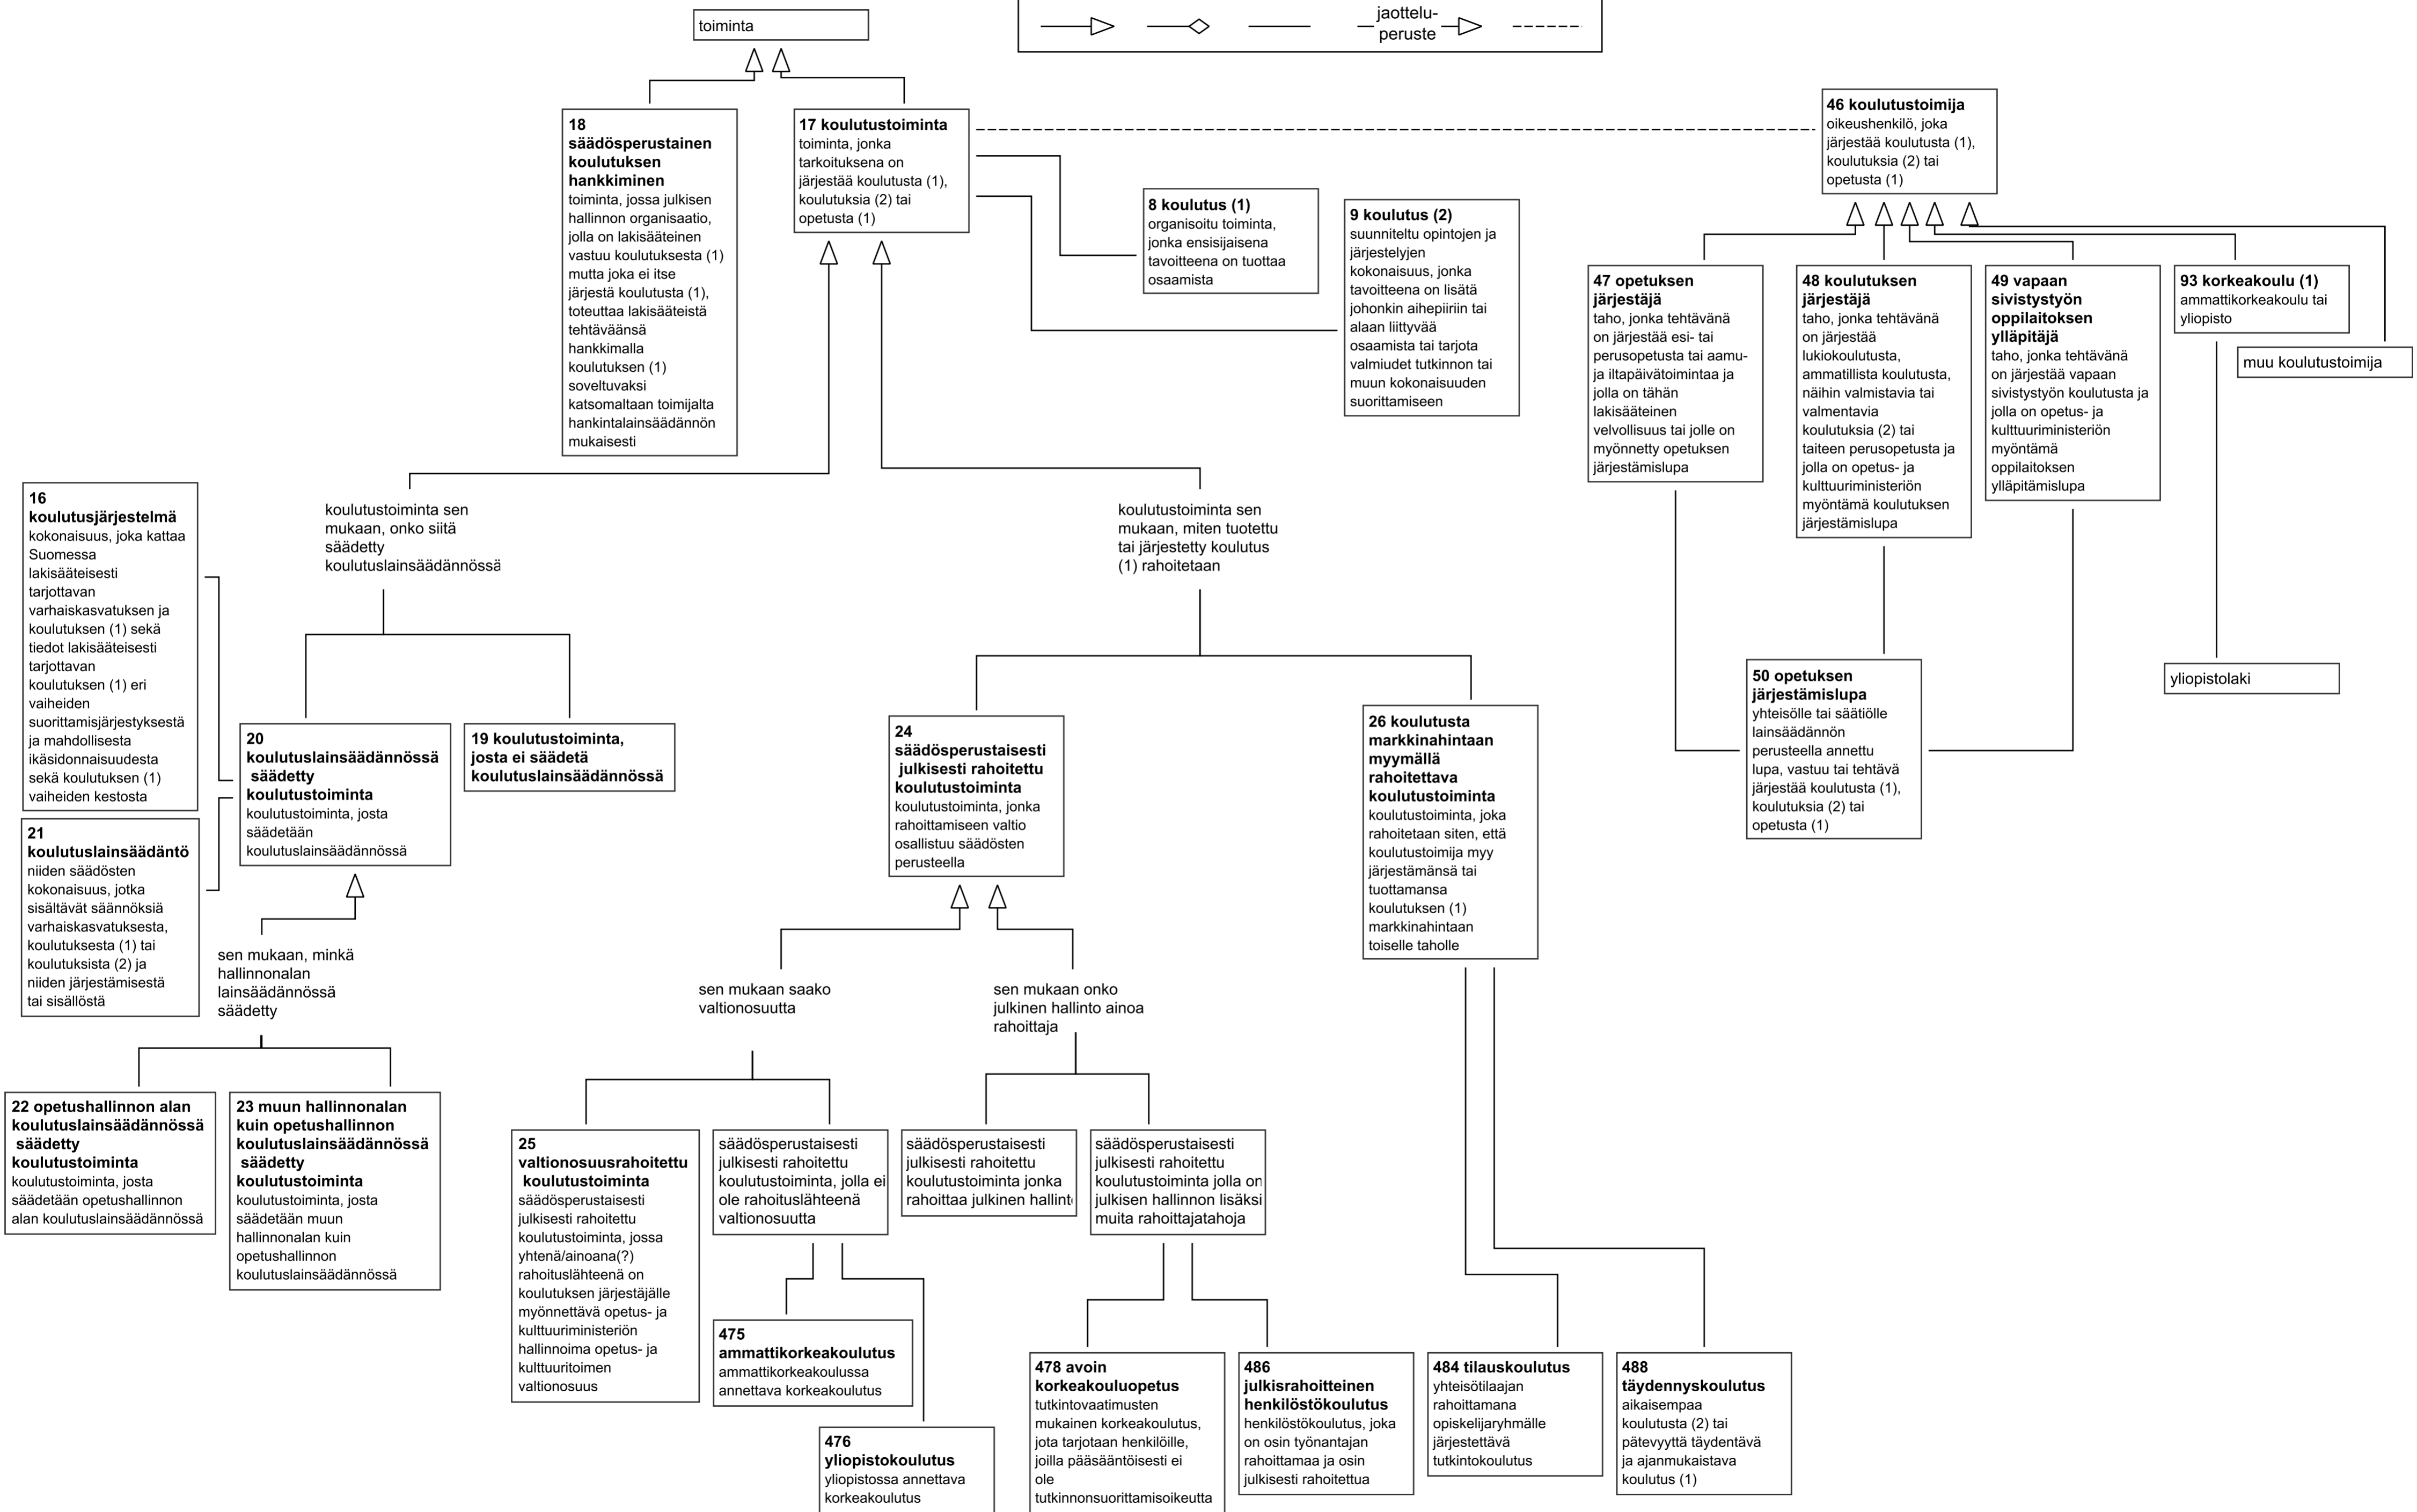 toiminta
jaottelu-
peruste
18
säädösperustainen
koulutuksen
hankkiminen
toiminta, jossa julkisen
hallinnon organisaatio,
jolla on lakisääteinen
vastuu koulutuksesta (1)
mutta joka ei itse
järjestä koulutusta (1),
toteuttaa lakisääteistä
tehtäväänsä
hankkimalla
koulutuksen (1)
soveltuvaksi
katsomaltaan toimijalta
hankintalainsäädännön
mukaisesti
17 koulutustoiminta
toiminta, jonka
tarkoituksena on
järjestää koulutusta (1),
koulutuksia (2) tai
opetusta (1)
8 koulutus (1)
organisoitu toiminta,
jonka ensisijaisena
tavoitteena on tuottaa
osaamista
9 koulutus (2)
suunniteltu opintojen ja
järjestelyjen
kokonaisuus, jonka
tavoitteena on lisätä
johonkin aihepiiriin tai
alaan liittyvää
osaamista tai tarjota
valmiudet tutkinnon tai
muun kokonaisuuden
suorittamiseen
46 koulutustoimija
oikeushenkilö, joka
järjestää koulutusta (1),
koulutuksia (2) tai
opetusta (1)
47 opetuksen
järjestäjä
taho, jonka tehtävänä
on järjestää esi- tai
perusopetusta tai aamu-
ja iltapäivätoimintaa ja
jolla on tähän
lakisääteinen
velvollisuus tai jolle on
myönnetty opetuksen
järjestämislupa
48 koulutuksen
järjestäjä
taho, jonka tehtävänä
on järjestää
lukiokoulutusta,
ammatillista koulutusta,
näihin valmistavia tai
valmentavia
koulutuksia (2) tai
taiteen perusopetusta ja
jolla on opetus- ja
kulttuuriministeriön
myöntämä koulutuksen
järjestämislupa
49 vapaan
sivistystyön
oppilaitoksen
ylläpitäjä
taho, jonka tehtävänä
on järjestää vapaan
sivistystyön koulutusta ja
jolla on opetus- ja
kulttuuriministeriön
myöntämä
oppilaitoksen
ylläpitämislupa
93 korkeakoulu (1)
ammattikorkeakoulu tai
yliopisto
muu koulutustoimija
16
koulutusjärjestelmä
kokonaisuus, joka kattaa
Suomessa
lakisääteisesti
tarjottavan
varhaiskasvatuksen ja
koulutuksen (1) sekä
tiedot lakisääteisesti
tarjottavan
koulutuksen (1) eri
vaiheiden
suorittamisjärjestyksestä
ja mahdollisesta
ikäsidonnaisuudesta
sekä koulutuksen (1)
vaiheiden kestosta
koulutustoiminta sen
mukaan, onko siitä
säädetty
koulutuslainsäädännössä
koulutustoiminta sen
mukaan, miten tuotettu
tai järjestetty koulutus
(1) rahoitetaan
50 opetuksen
järjestämislupa
yhteisölle tai säätiölle
lainsäädännön
perusteella annettu
lupa, vastuu tai tehtävä
järjestää koulutusta (1),
koulutuksia (2) tai
opetusta (1)
yliopistolaki
21
koulutuslainsäädäntö
niiden säädösten
kokonaisuus, jotka
sisältävät säännöksiä
varhaiskasvatuksesta,
koulutuksesta (1) tai
koulutuksista (2) ja
niiden järjestämisestä
tai sisällöstä
20
koulutuslainsäädännössä
säädetty
koulutustoiminta
koulutustoiminta, josta
säädetään
koulutuslainsäädännössä
19 koulutustoiminta,
josta ei säädetä
koulutuslainsäädännössä
24
säädösperustaisesti
julkisesti rahoitettu
koulutustoiminta
koulutustoiminta, jonka
rahoittamiseen valtio
osallistuu säädösten
perusteella
26 koulutusta
markkinahintaan
myymällä
rahoitettava
koulutustoiminta
koulutustoiminta, joka
rahoitetaan siten, että
koulutustoimija myy
järjestämänsä tai
tuottamansa
koulutuksen (1)
markkinahintaan
toiselle taholle
sen mukaan, minkä
hallinnonalan
lainsäädännössä
säädetty
sen mukaan saako
valtionosuutta
sen mukaan onko
julkinen hallinto ainoa
rahoittaja
22 opetushallinnon alan
koulutuslainsäädännössä
säädetty
koulutustoiminta
koulutustoiminta, josta
säädetään opetushallinnon
alan koulutuslainsäädännössä
23 muun hallinnonalan
kuin opetushallinnon
koulutuslainsäädännössä
säädetty
koulutustoiminta
koulutustoiminta, josta
säädetään muun
hallinnonalan kuin
opetushallinnon
koulutuslainsäädännössä
25
valtionosuusrahoitettu
koulutustoiminta
säädösperustaisesti
julkisesti rahoitettu
koulutustoiminta, jossa
yhtenä/ainoana(?)
rahoituslähteenä on
koulutuksen järjestäjälle
myönnettävä opetus- ja
kulttuuriministeriön
hallinnoima opetus- ja
kulttuuritoimen
valtionosuus
säädösperustaisesti
julkisesti rahoitettu
koulutustoiminta, jolla ei
ole rahoituslähteenä
valtionosuutta
säädösperustaisesti
julkisesti rahoitettu
koulutustoiminta jonka
rahoittaa julkinen hallint
säädösperustaisesti
julkisesti rahoitettu
koulutustoiminta jolla on
julkisen hallinnon lisäksi
muita rahoittajatahoja
475
ammattikorkeakoulutus
ammattikorkeakoulussa
annettava korkeakoulutus
476
yliopistokoulutus
yliopistossa annettava
korkeakoulutus
478 avoin
korkeakouluopetus
tutkintovaatimusten
mukainen korkeakoulutus,
jota tarjotaan henkilöille,
joilla pääsääntöisesti ei
ole
tutkinnonsuorittamisoikeutta
486
julkisrahoitteinen
henkilöstökoulutus
henkilöstökoulutus, joka
on osin työnantajan
rahoittamaa ja osin
julkisesti rahoitettua
484 tilauskoulutus
yhteisötilaajan
rahoittamana
opiskelijaryhmälle
järjestettävä
tutkintokoulutus
488
täydennyskoulutus
aikaisempaa
koulutusta (2) tai
pätevyyttä täydentävä
ja ajanmukaistava
koulutus (1)